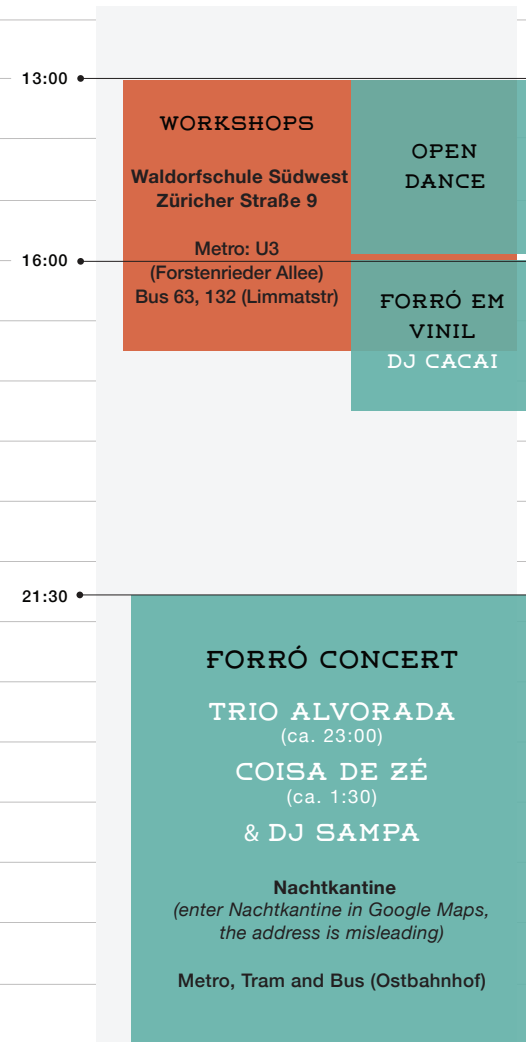 13:00
WORKSHOPS
Waldorfschule Südwest
Züricher Straße 9
Metro: U3
(Forstenrieder Allee)
Bus 63, 132 (Limmatstr)
OPEN
DANCE
16:00
FORRÓ EM
VINIL
DJ CACAI
21:30
FORRÓ CONCERT
TRIO ALVORADA
(ca. 23:00)
COISA DE ZÉ
(ca. 1:30)
& DJ SAMPA
Nachtkantine
(enter Nachtkantine in Google Maps,
the address is misleading)
Metro, Tram and Bus (Ostbahnhof)